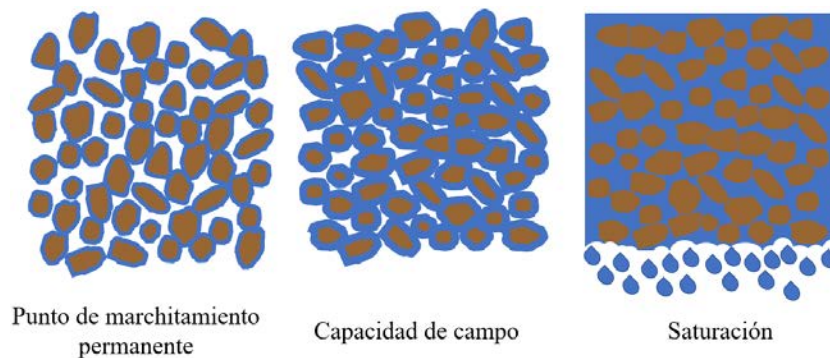 Punto de marchitamiento
permanente
Capacidad de campo
Saturación